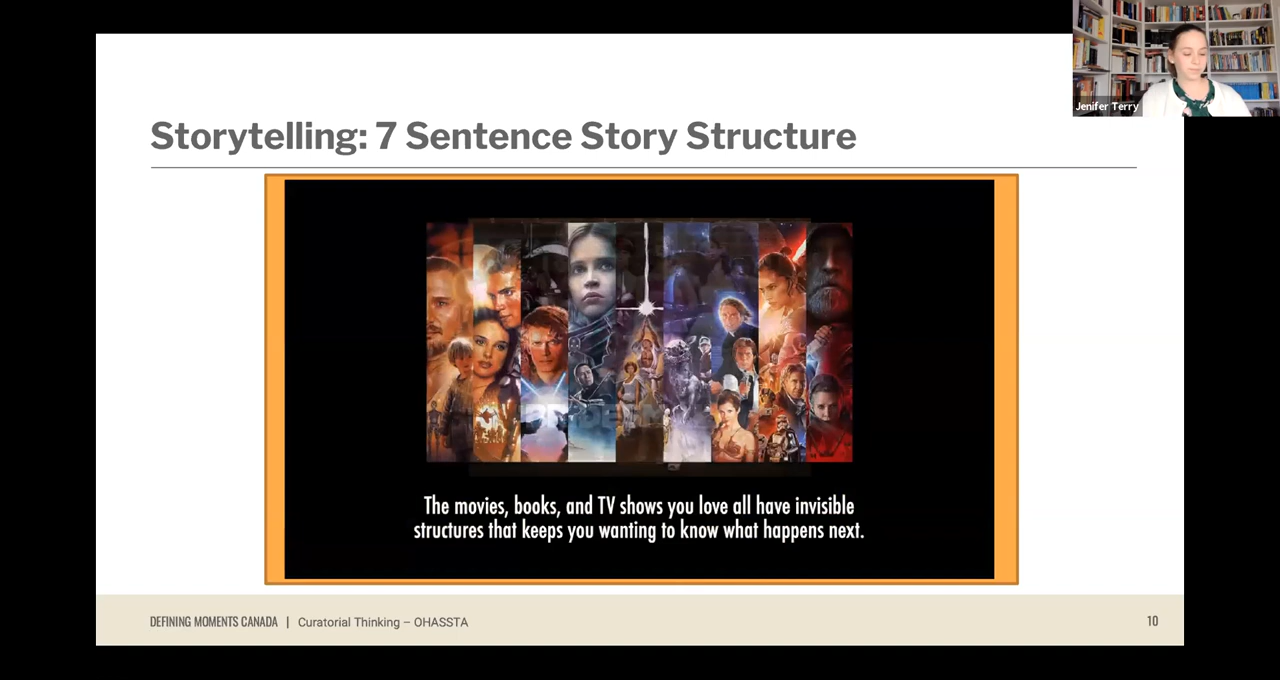 Jenifer Terry
Storytelling: 7 Sentence Story Structure
The movies, books, and TV shows you love all have invisible
structures that keeps you wanting to know what happens next.
DEFINING MOMENTS CANADA | Curatorial Thinking – OHASSTA
10